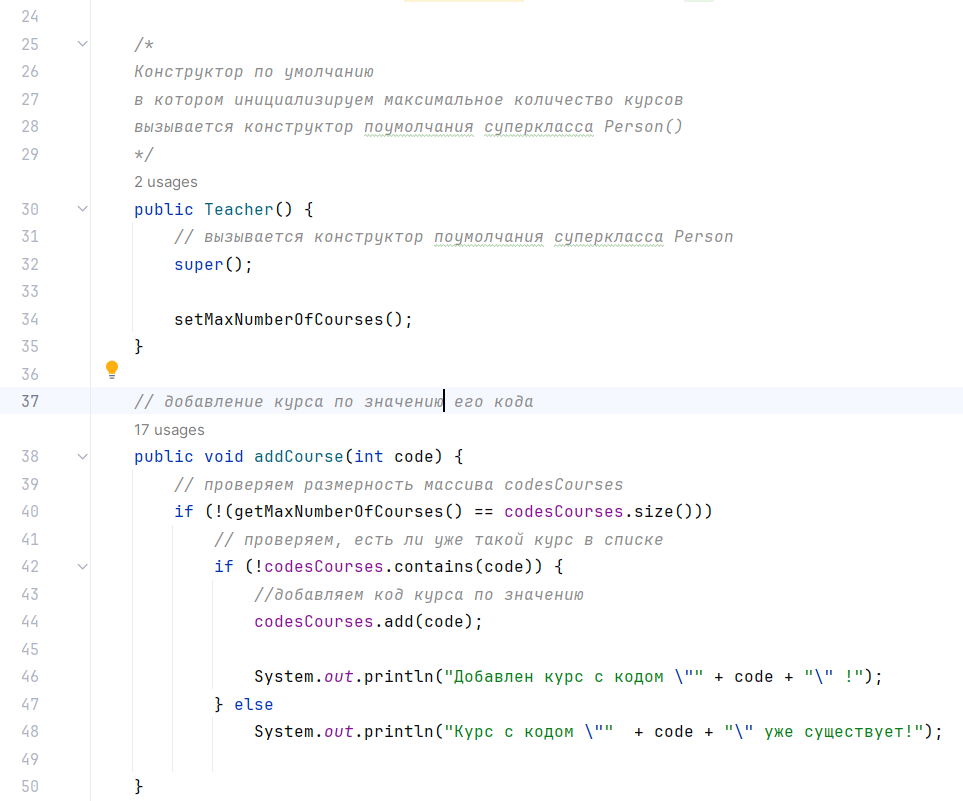 24
25 /*
26 Конструктор по умолчанию
27 в котором инициализируем максимальное количество курсов
28 вызывается конструктор поумолчания суперкласса Person()
29 */
2 usages
30 public Teacher() {
31 // вызывается конструктор поумолчания суперкласса Person
32 super();
33
34 setMaxNumberOfCourses();
35 }
36
37 // добавление курса по значению его кода
17 usages
38 public void addCourse(int code) {
39 // проверяем размерность массива codesCourses
40 if (!(getMaxNumberOfCourses() == codesCourses.size()))
41 // проверяем, есть ли уже такой курс в списке
42 if (!codesCourses.contains(code)) {
43 //добавляем код курса по значению
44 codesCourses.add(code);
45
46 System.out.println("Добавлен курс с кодом \"" + code + "\" !");
47 } else
48 System.out.println("Курс с кодом \""  + code + "\" уже существует!");
49
50 }